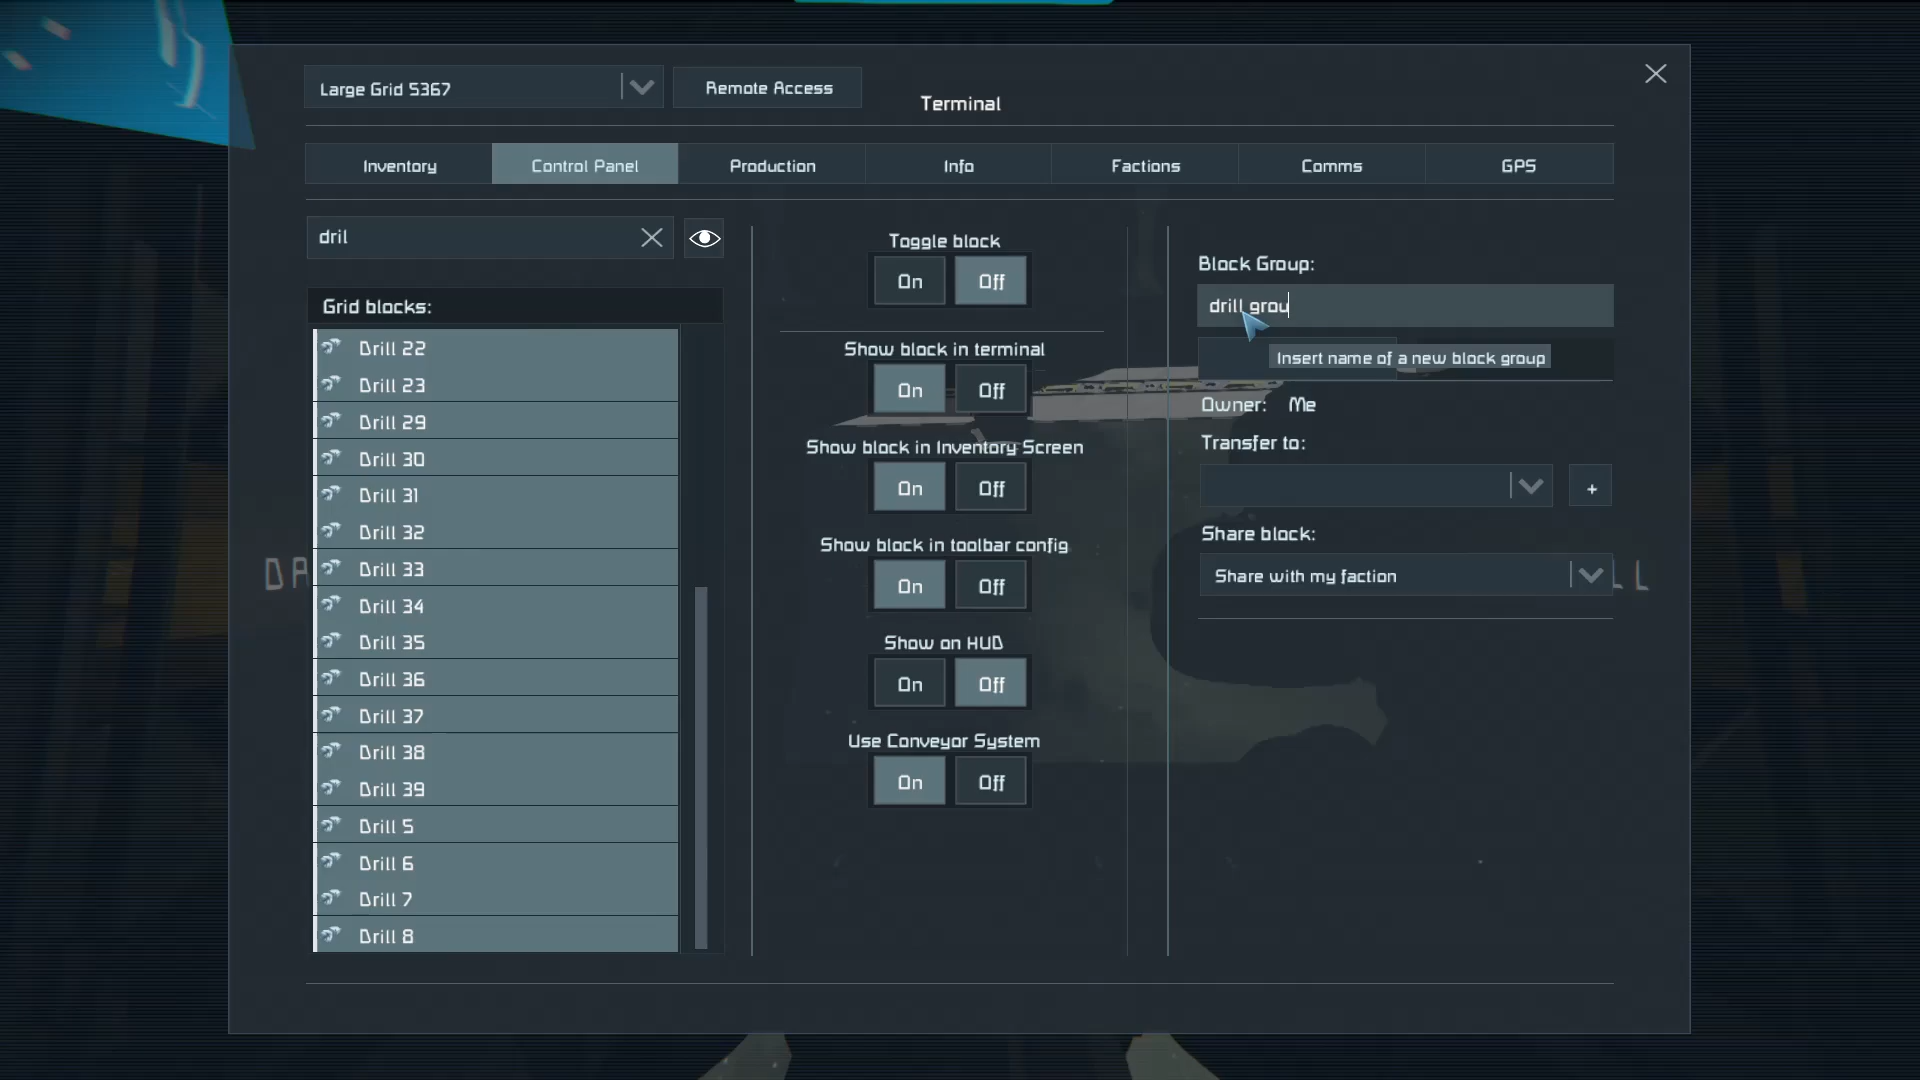 Large Grid 5367
Remote Access
Terminal
Inventory
Control Panel
Production
Info
Factions
Comms
GPS
dril
Grid blocks:
Drill 22
Drill 23
Drill 29
Drill 30
Drill 31
Drill 32
Drill 33
Drill 34
Drill 35
Drill 36
Drill 37
Drill 38
Drill 39
Drill 5
Drill 6
Drill 7
Drill 8
Toggle block
On
Off
Show block in terminal
On
Off
Show block in Inventory Screen
On
Off
Show block in toolbar config
On
Off
Show on HUD
On
Off
Use Conveyor System
On
Off
Block Group:
drill grou
Insert name of a new block group
Owner: Me
Transfer to:
+
Share block:
Share with my faction